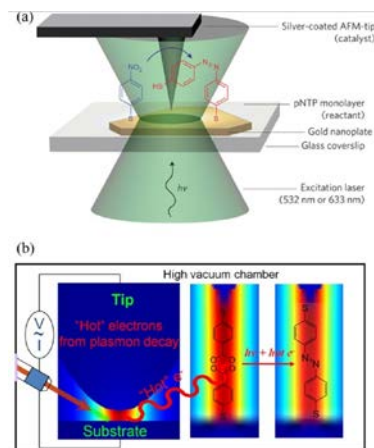 (a)
Silver-coated AFM-tip
(catalyst)
NO₂
N
N
HS
S
S
pNTP monolayer
(reactant)
Gold nanoplate
Glass coverslip
hν
Excitation laser
(532 nm or 633 nm)
(b)
High vacuum chamber
Tip
"Hot" electrons
from plasmon decay
"Hot" e⁻
V
~
I
Substrate
hν + hot e⁻
S
N
N
S